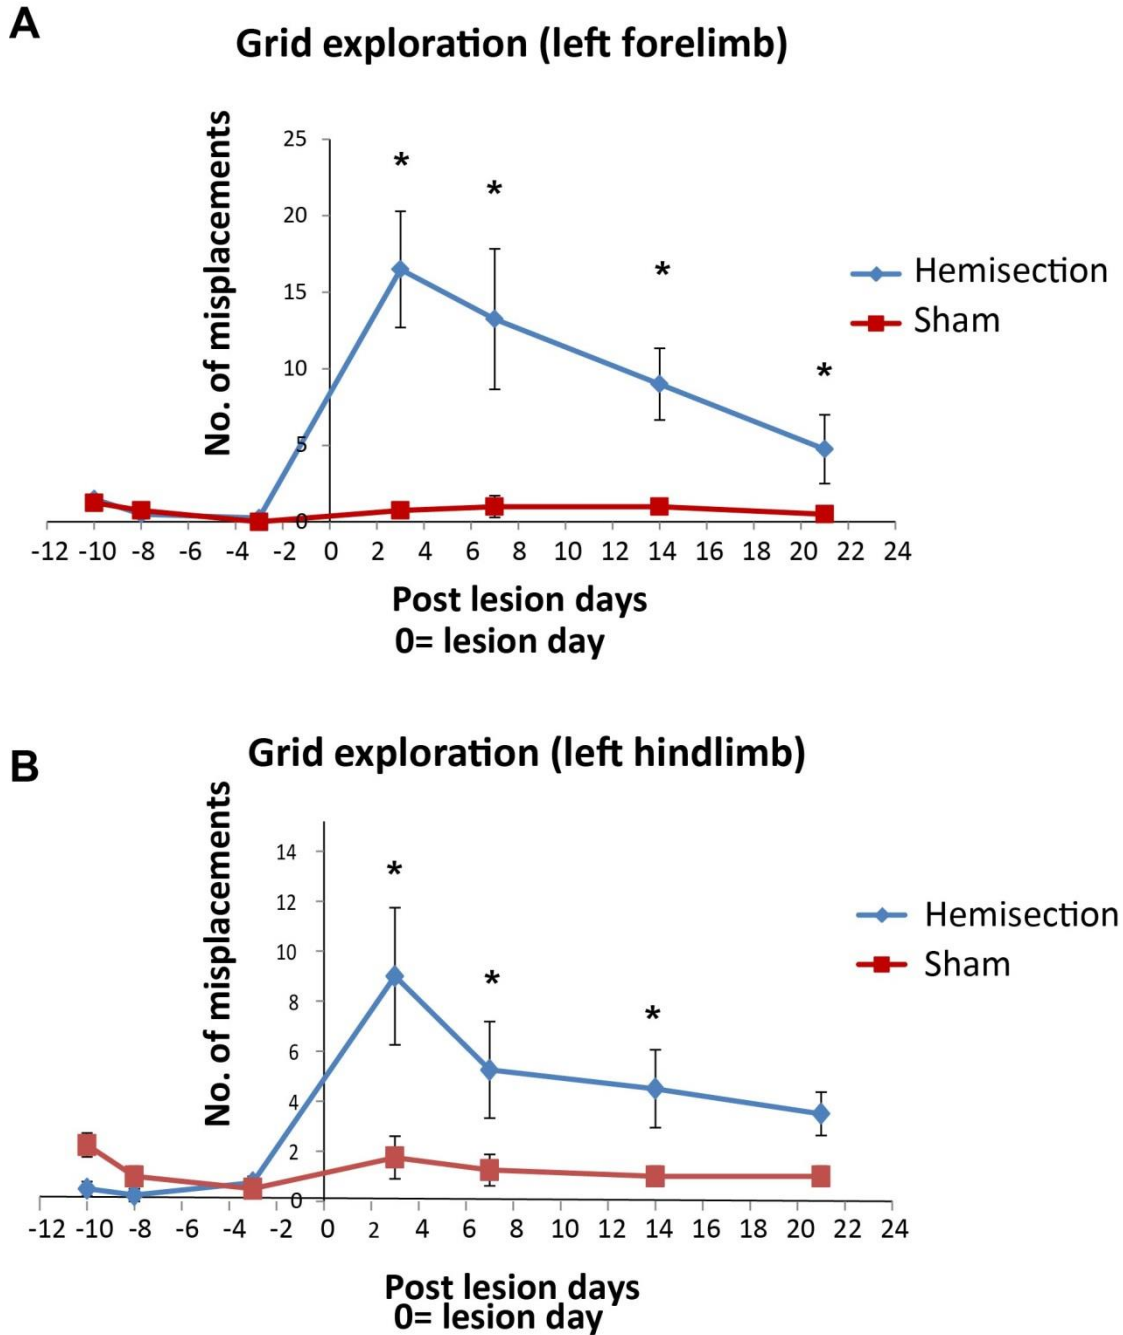 A
Grid exploration (left forelimb)
No. of misplacements
25
20
15
10
5
0
* * * *
-12 -10 -8 -6 -4 -2 0 2 4 6 8 10 12 14 16 18 20 22 24
Post lesion days
0= lesion day
Hemisection
Sham
B
Grid exploration (left hindlimb)
No. of misplacements
14
12
10
8
6
4
2
0
* * *
-12 -10 -8 -6 -4 -2 0 2 4 6 8 10 12 14 16 18 20 22 24
Post lesion days
0= lesion day
Hemisection
Sham